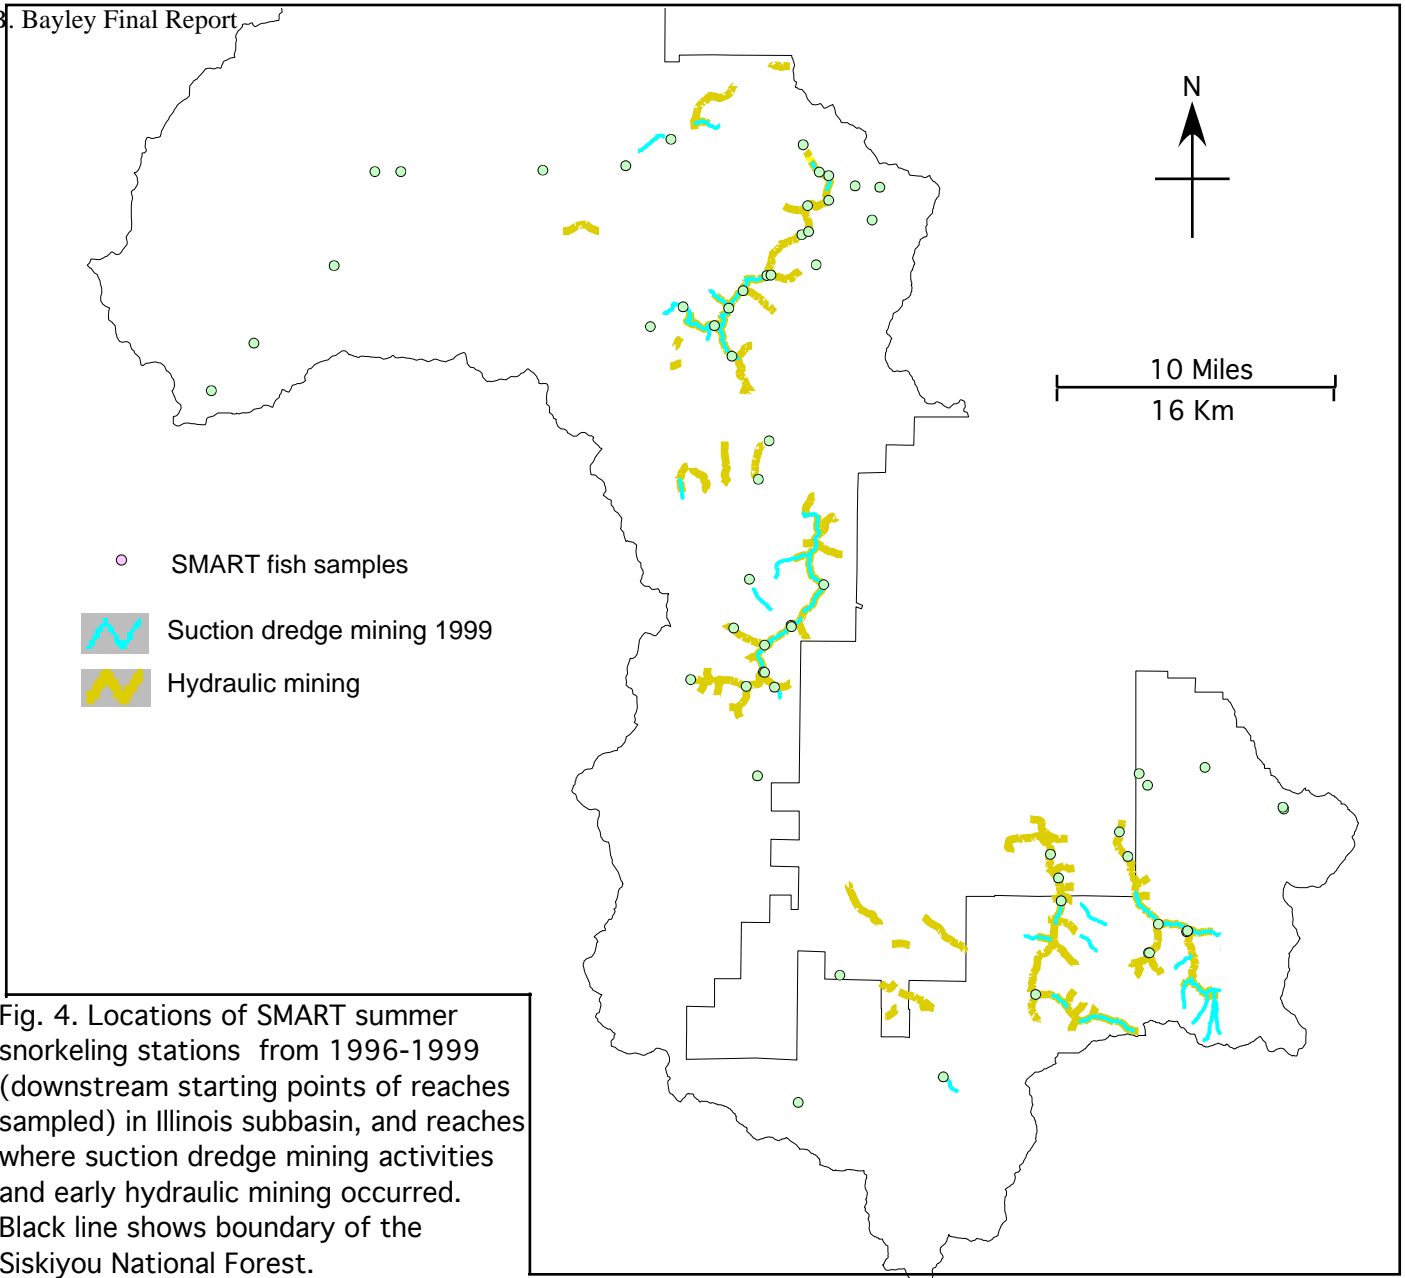 B. Bayley Final Report
N
10 Miles
16 Km
SMART fish samples
Suction dredge mining 1999
Hydraulic mining
Fig. 4. Locations of SMART summer
snorkeling stations from 1996-1999
(downstream starting points of reaches
sampled) in Illinois subbasin, and reaches
where suction dredge mining activities
and early hydraulic mining occurred.
Black line shows boundary of the
Siskiyou National Forest.